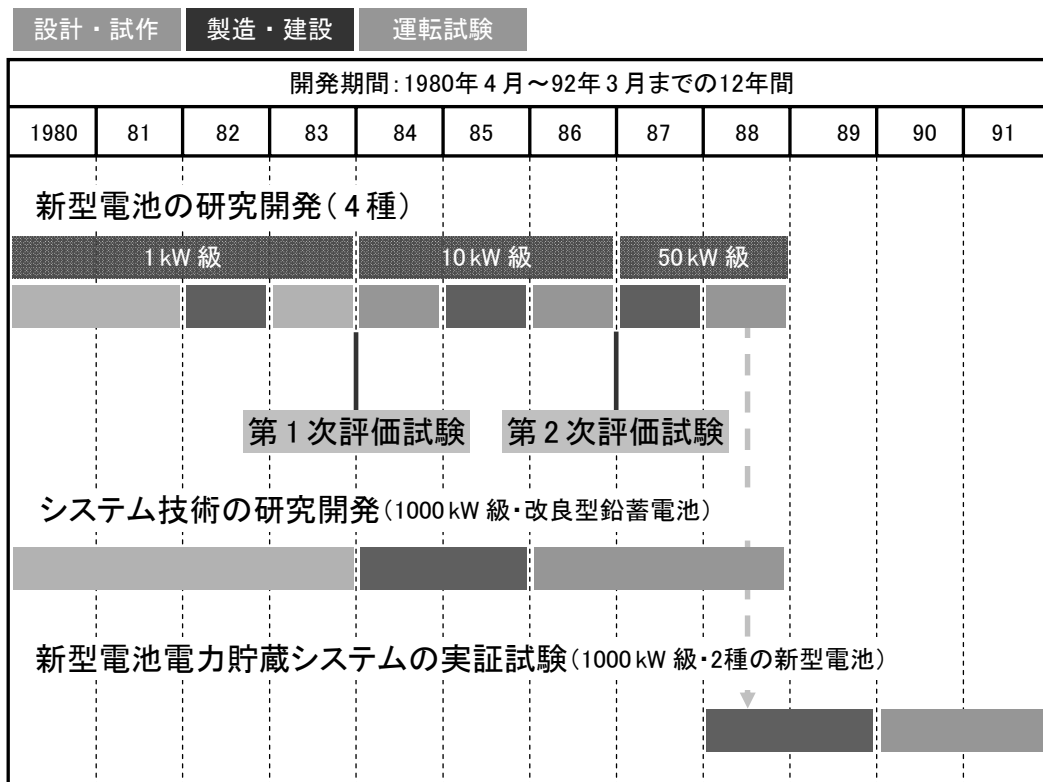 設計・試作 製造・建設 運転試験
開発期間：1980年4月～92年3月までの12年間
1980 81 82 83 84 85 86 87 88 89 90 91
新型電池の研究開発（4種）
1kW級 10kW級 50kW級
第1次評価試験 第2次評価試験
システム技術の研究開発（1000kW級・改良型鉛蓄電池）
新型電池電力貯蔵システムの実証試験（1000kW級・2種の新型電池）